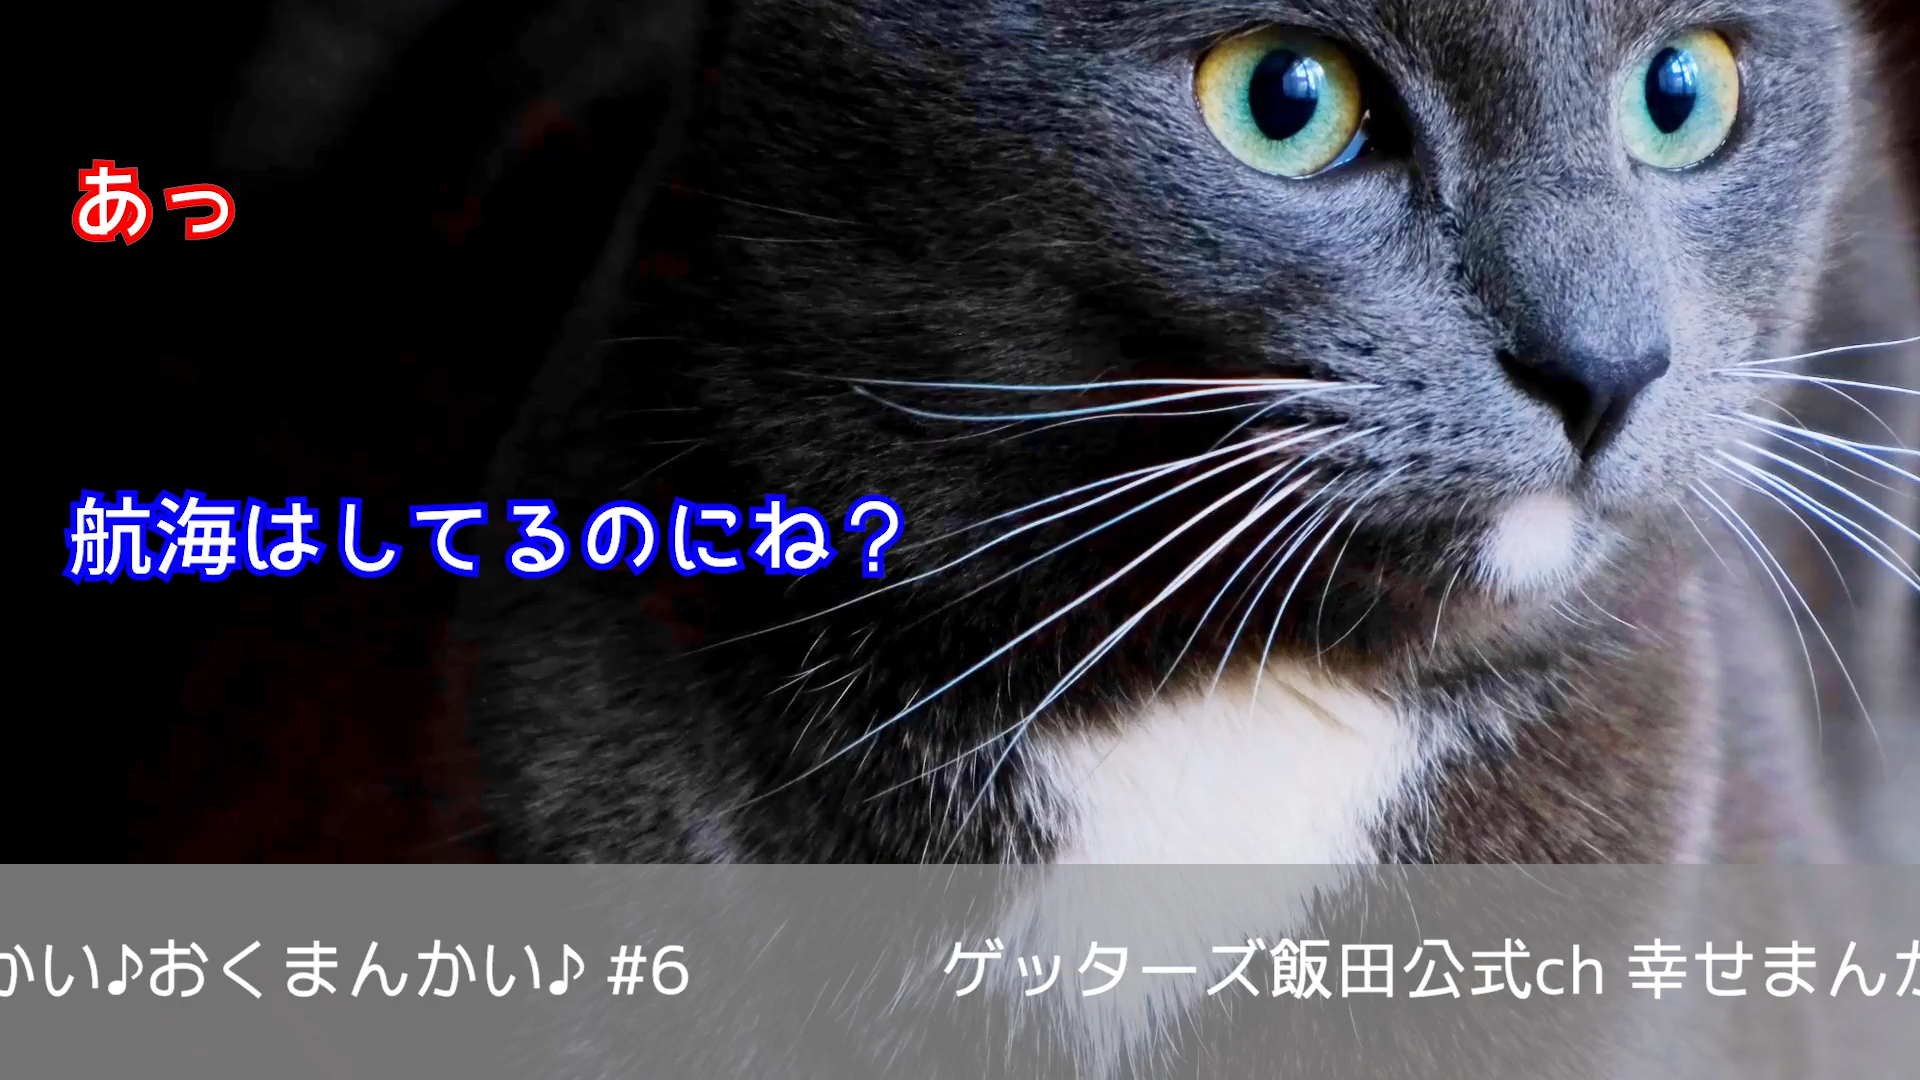 あっ
航海はしてるのにね?
かい♪おくまんかい♪ #6 ゲッターズ飯田公式ch 幸せまんか